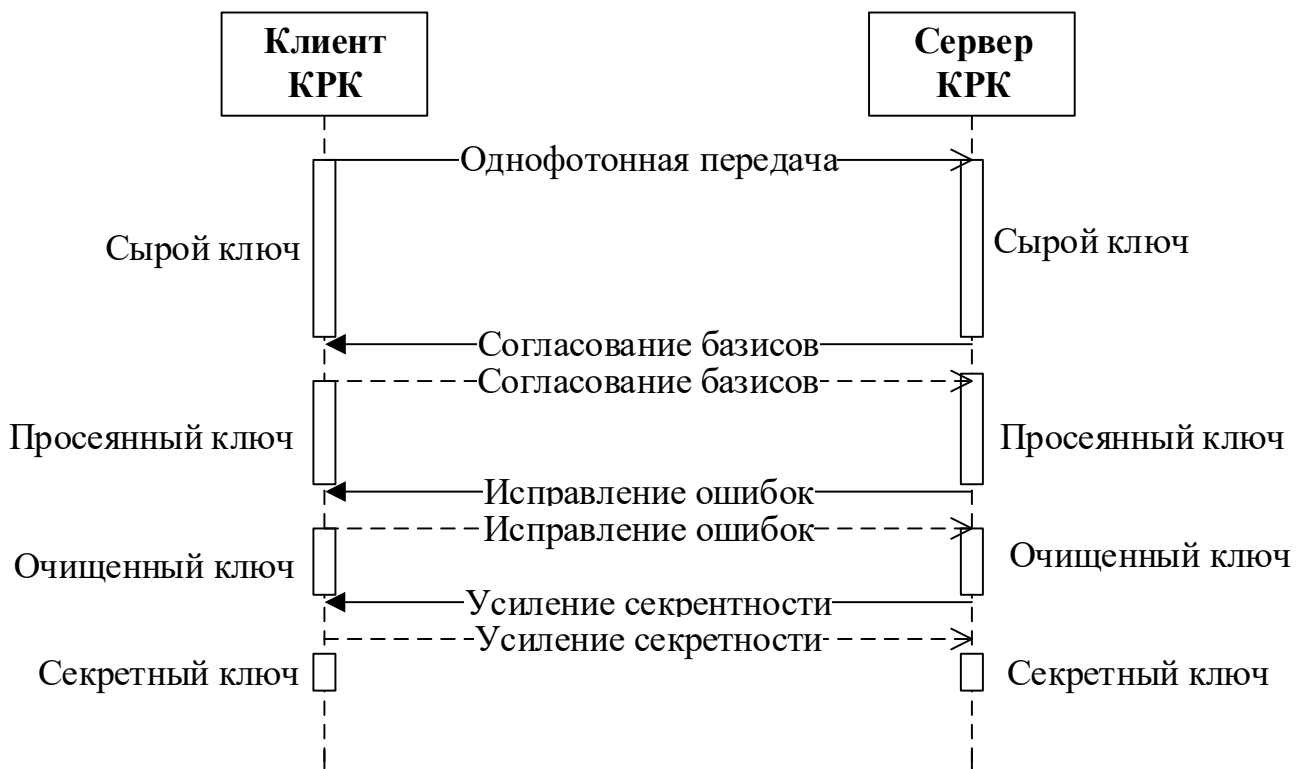 Клиент
КРК
Сервер
КРК
Однофотонная передача
Сырой ключ
Сырой ключ
Согласование базисов
Согласование базисов
Просеянный ключ
Просеянный ключ
Исправление ошибок
Исправление ошибок
Очищенный ключ
Очищенный ключ
Усиление секрентности
Усиление секретности
Секретный ключ
Секретный ключ